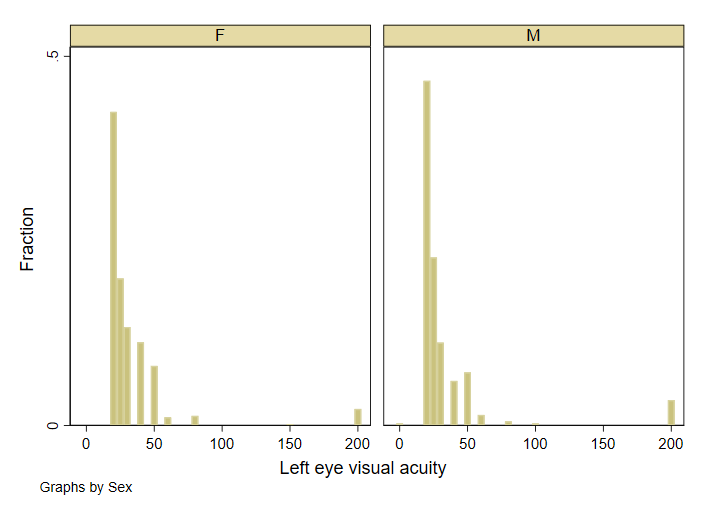 F
M
.5
0
Fraction
0 50 100 150 200
0 50 100 150 200
Left eye visual acuity
Graphs by Sex